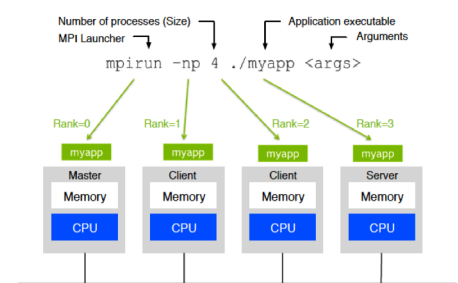 Number of processes (Size) Application executable
MPI Launcher Arguments
mpirun -np 4 ./myapp <args>
Rank=0 Rank=1 Rank=2 Rank=3
myapp myapp myapp myapp
Master Client Client Server
Memory Memory Memory Memory
CPU CPU CPU CPU